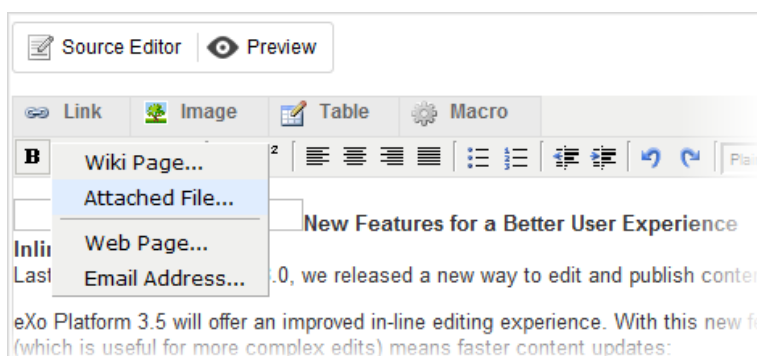 Source Editor Preview
Link Image Table Macro
B 2
Wiki Page...
Attached File...
Web Page...
Email Address...
New Features for a Better User Experience
Last .0, we released a new way to edit and publish
eXo Platform 3.5 will offer an improved in-line editing experience. With this new
(which is useful for more complex edits) means faster content updates: